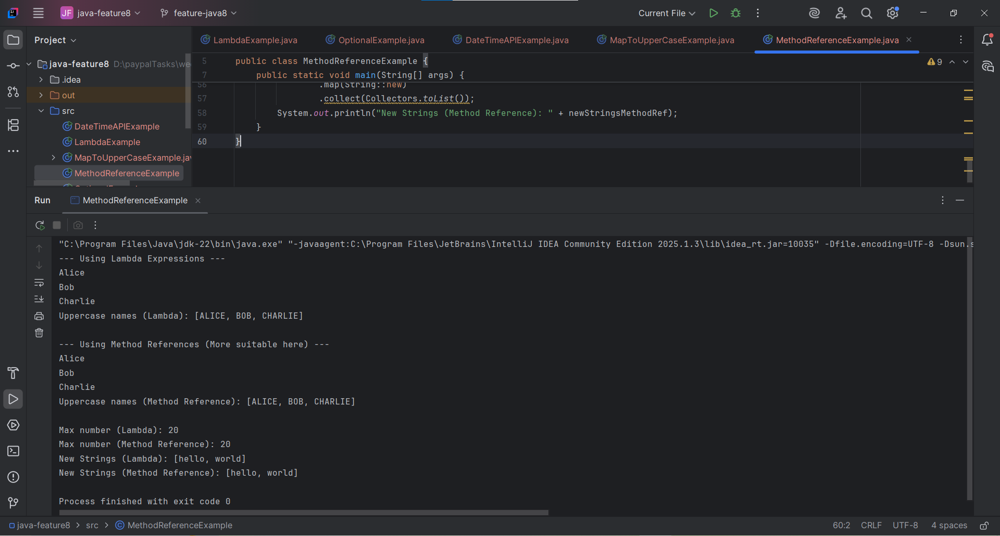 JF java-feature8 feature-java8 Current File
Project
LambdaExample.java OptionalExample.java DateTimeAPIExample.java MapToUpperCaseExample.java MethodReferenceExample.java
java-feature8 D:\paypalTasks\we
.idea
out
src
DateTimeAPIExample
LambdaExample
MapToUpperCaseExample.jav
MethodReferenceExample
5 public class MethodReferenceExample {
9
7 public static void main(String[] args) {
56 .map(String::new)
57 .collect(Collectors.toList());
58 System.out.println("New Strings (Method Reference): " + newStringsMethodRef);
59 }
60 }
Run MethodReferenceExample
"C:\Program Files\Java\jdk-22\bin\java.exe" "-javaagent:C:\Program Files\JetBrains\IntelliJ IDEA Community Edition 2025.1.3\lib\idea_rt.jar=10035" -Dfile.encoding=UTF-8 -Dsun.s
--- Using Lambda Expressions ---
Alice
Bob
Charlie
Uppercase names (Lambda): [ALICE, BOB, CHARLIE]
--- Using Method References (More suitable here) ---
Alice
Bob
Charlie
Uppercase names (Method Reference): [ALICE, BOB, CHARLIE]
Max number (Lambda): 20
Max number (Method Reference): 20
New Strings (Lambda): [hello, world]
New Strings (Method Reference): [hello, world]
Process finished with exit code 0
java-feature8 > src > MethodReferenceExample
60:2 CRLF UTF-8 4 spaces